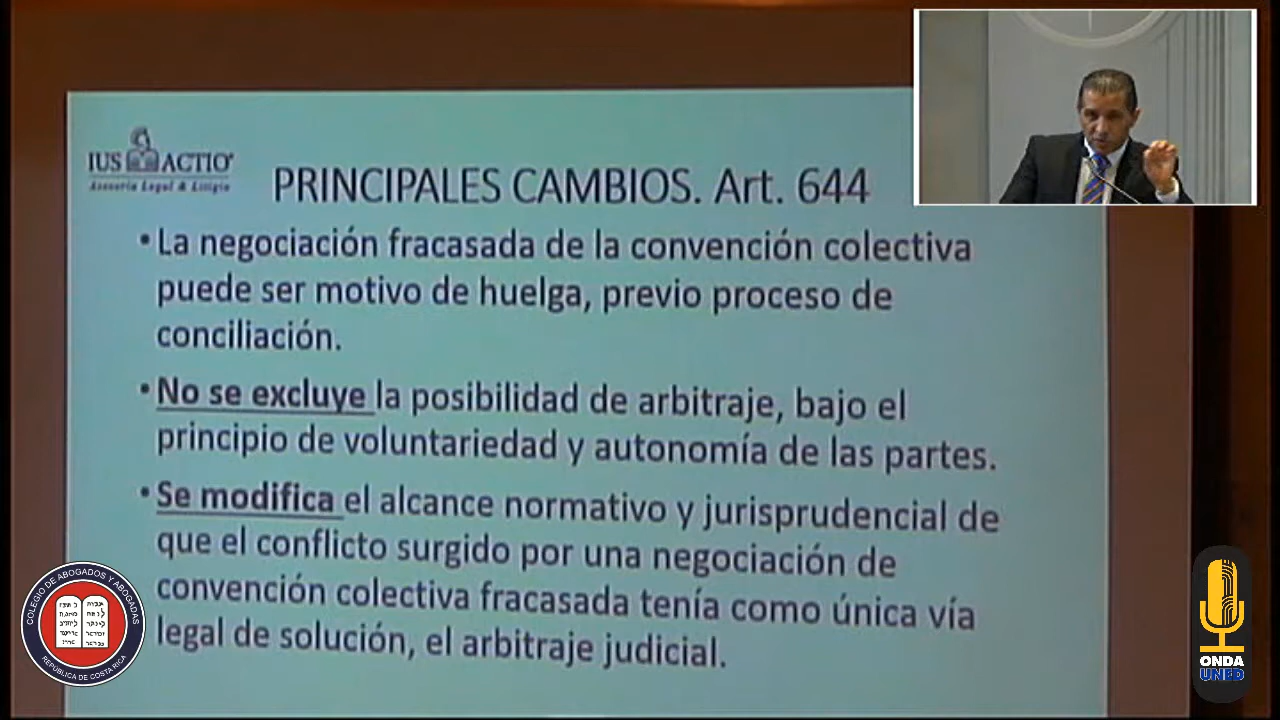 IUS ACTIO
Asesoría Legal & Litigio
PRINCIPALES CAMBIOS. Art. 644
• La negociación fracasada de la convención colectiva
puede ser motivo de huelga, previo proceso de
conciliación.
• No se excluye la posibilidad de arbitraje, bajo el
principio de voluntariedad y autonomía de las partes.
• Se modifica el alcance normativo y jurisprudencial de
que el conflicto surgido por una negociación de
convención colectiva fracasada tenía como única vía
legal de solución, el arbitraje judicial.
COLEGIO DE ABOGADOS Y ABOGADAS
REPÚBLICA DE COSTA RICA
ONDA
UNED